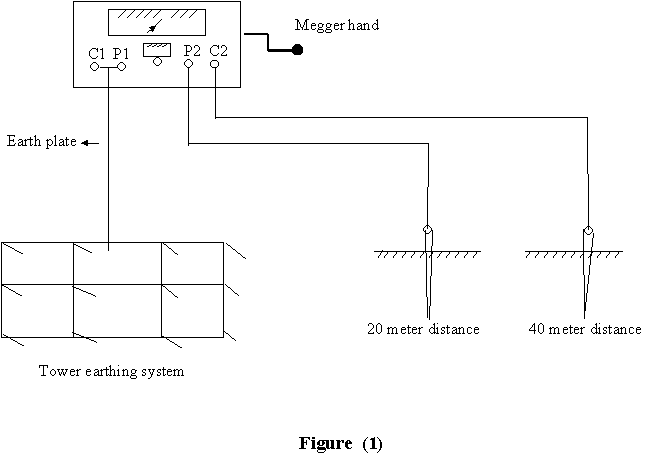 Megger hand
C1 P1 P2 C2
Earth plate
20 meter distance 40 meter distance
Tower earthing system
Figure (1)